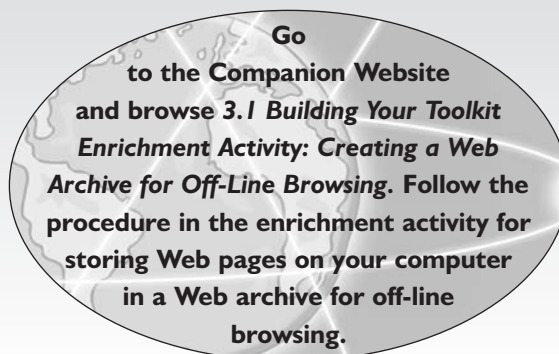 Go
to the Companion Website
and browse 3.1 Building Your Toolkit
Enrichment Activity: Creating a Web
Archive for Off-Line Browsing. Follow the
procedure in the enrichment activity for
storing Web pages on your computer
in a Web archive for off-line
browsing.